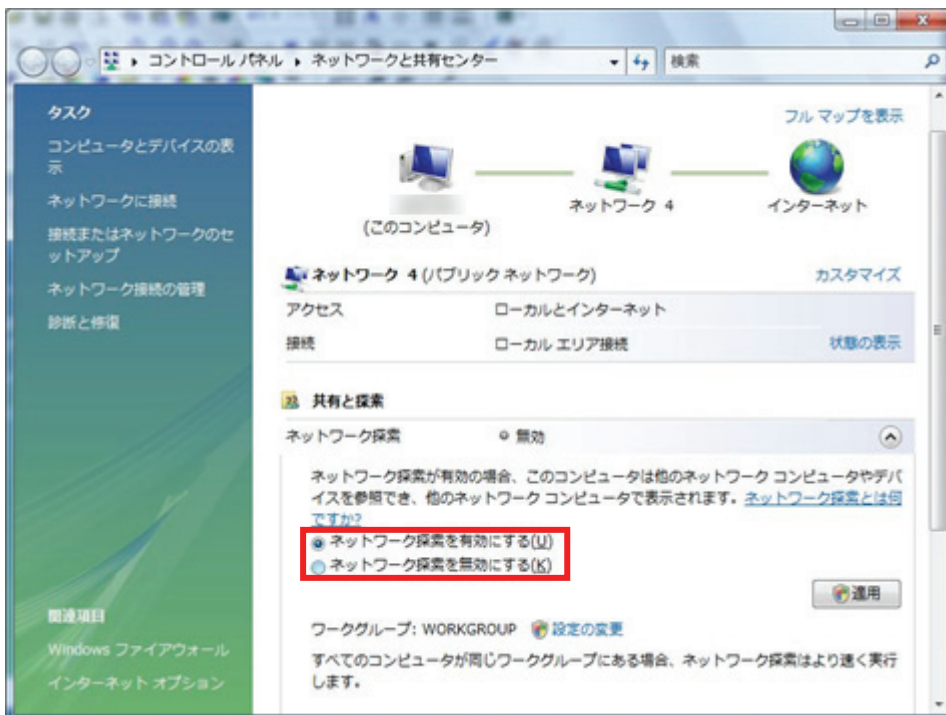 コントロール パネル ▸ ネットワークと共有センター
検索
タスク
コンピュータとデバイスの表
示
ネットワークに接続
接続またはネットワークのセ
ットアップ
ネットワーク接続の管理
診断と修復
関連項目
Windows ファイアウォール
インターネット オプション
フル マップを表示
(このコンピュータ)
ネットワーク 4
インターネット
ネットワーク 4 (パブリック ネットワーク)
カスタマイズ
アクセス ローカルとインターネット
接続 ローカル エリア接続 状態の表示
共有と探索
ネットワーク探索 無効
ネットワーク探索が有効の場合、このコンピュータは他のネットワーク コンピュータやデバ
イスを参照でき、他のネットワーク コンピュータで表示されます。ネットワーク探索とは何
ですか?
ネットワーク探索を有効にする(U)
ネットワーク探索を無効にする(K)
適用
ワークグループ: WORKGROUP 設定の変更
すべてのコンピュータが同じワークグループにある場合、ネットワーク探索はより速く実行
します。